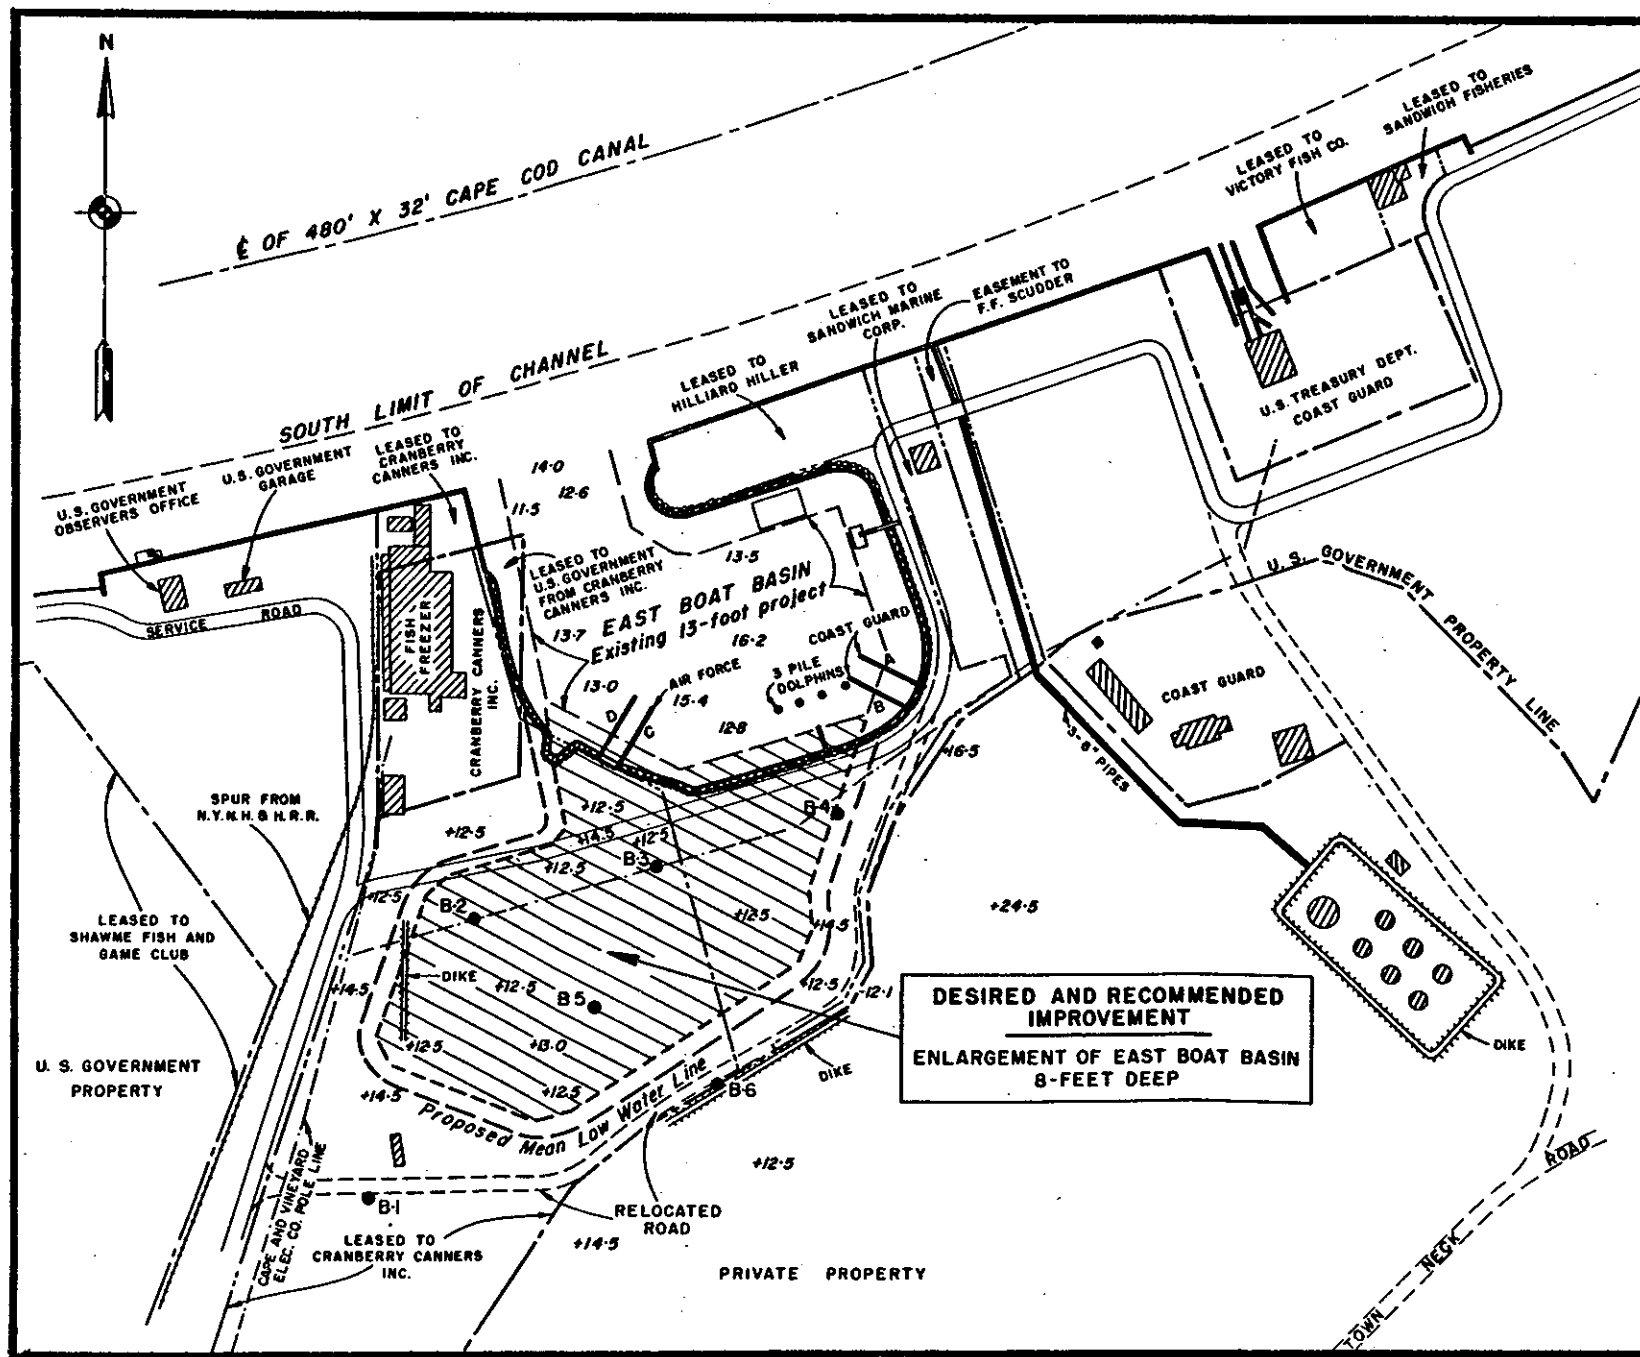 N
℄ OF 480' X 32' CAPE COD CANAL
SOUTH LIMIT OF CHANNEL
LEASED TO
SANDWICH FISHERIES
LEASED TO
VICTORY FISH CO.
EASEMENT TO
F.F. SCUDDER
LEASED TO
SANDWICH MARINE
CORP.
LEASED TO
HILLIARD HILLER
U.S. TREASURY DEPT.
COAST GUARD
U.S. GOVERNMENT
OBSERVERS OFFICE
U.S. GOVERNMENT
GARAGE
LEASED TO
CRANBERRY
CANNERS INC.
14.0
12.6
11.5
13.5
LEASED TO
U.S. GOVERNMENT
FROM CRANBERRY
CANNERS INC.
EAST BOAT BASIN
Existing 13-foot project
13.7
16.2
COAST GUARD
SERVICE ROAD
FISH
FREEZER
CRANBERRY CANNERS
INC.
13.0
AIR FORCE
15.4
3 PILE
DOLPHINS
A
B
C
D
12.8
U. S. GOVERNMENT PROPERTY LINE
COAST GUARD
3-8" PIPES
+16.5
SPUR FROM
N.Y.N.H. & H.R.R.
+12.5
+12.5
+14.5
+12.5
B-4
B-3
+12.5
+12.5
B-2
+12.5
+14.5
+24.5
LEASED TO
SHAWME FISH AND
GAME CLUB
DIKE
+14.5
+12.5
B-5
+12.5
-12.1
DESIRED AND RECOMMENDED
IMPROVEMENT
ENLARGEMENT OF EAST BOAT BASIN
8-FEET DEEP
DIKE
U. S. GOVERNMENT
PROPERTY
+12.5
+13.0
+14.5
+12.5
Proposed Mean Low Water Line
B-6
DIKE
+12.5
CAPE AND VINEYARD
ELEC. CO. POLE LINE
B-1
RELOCATED
ROAD
LEASED TO
CRANBERRY CANNERS
INC.
+14.5
PRIVATE PROPERTY
TOWN NECK ROAD